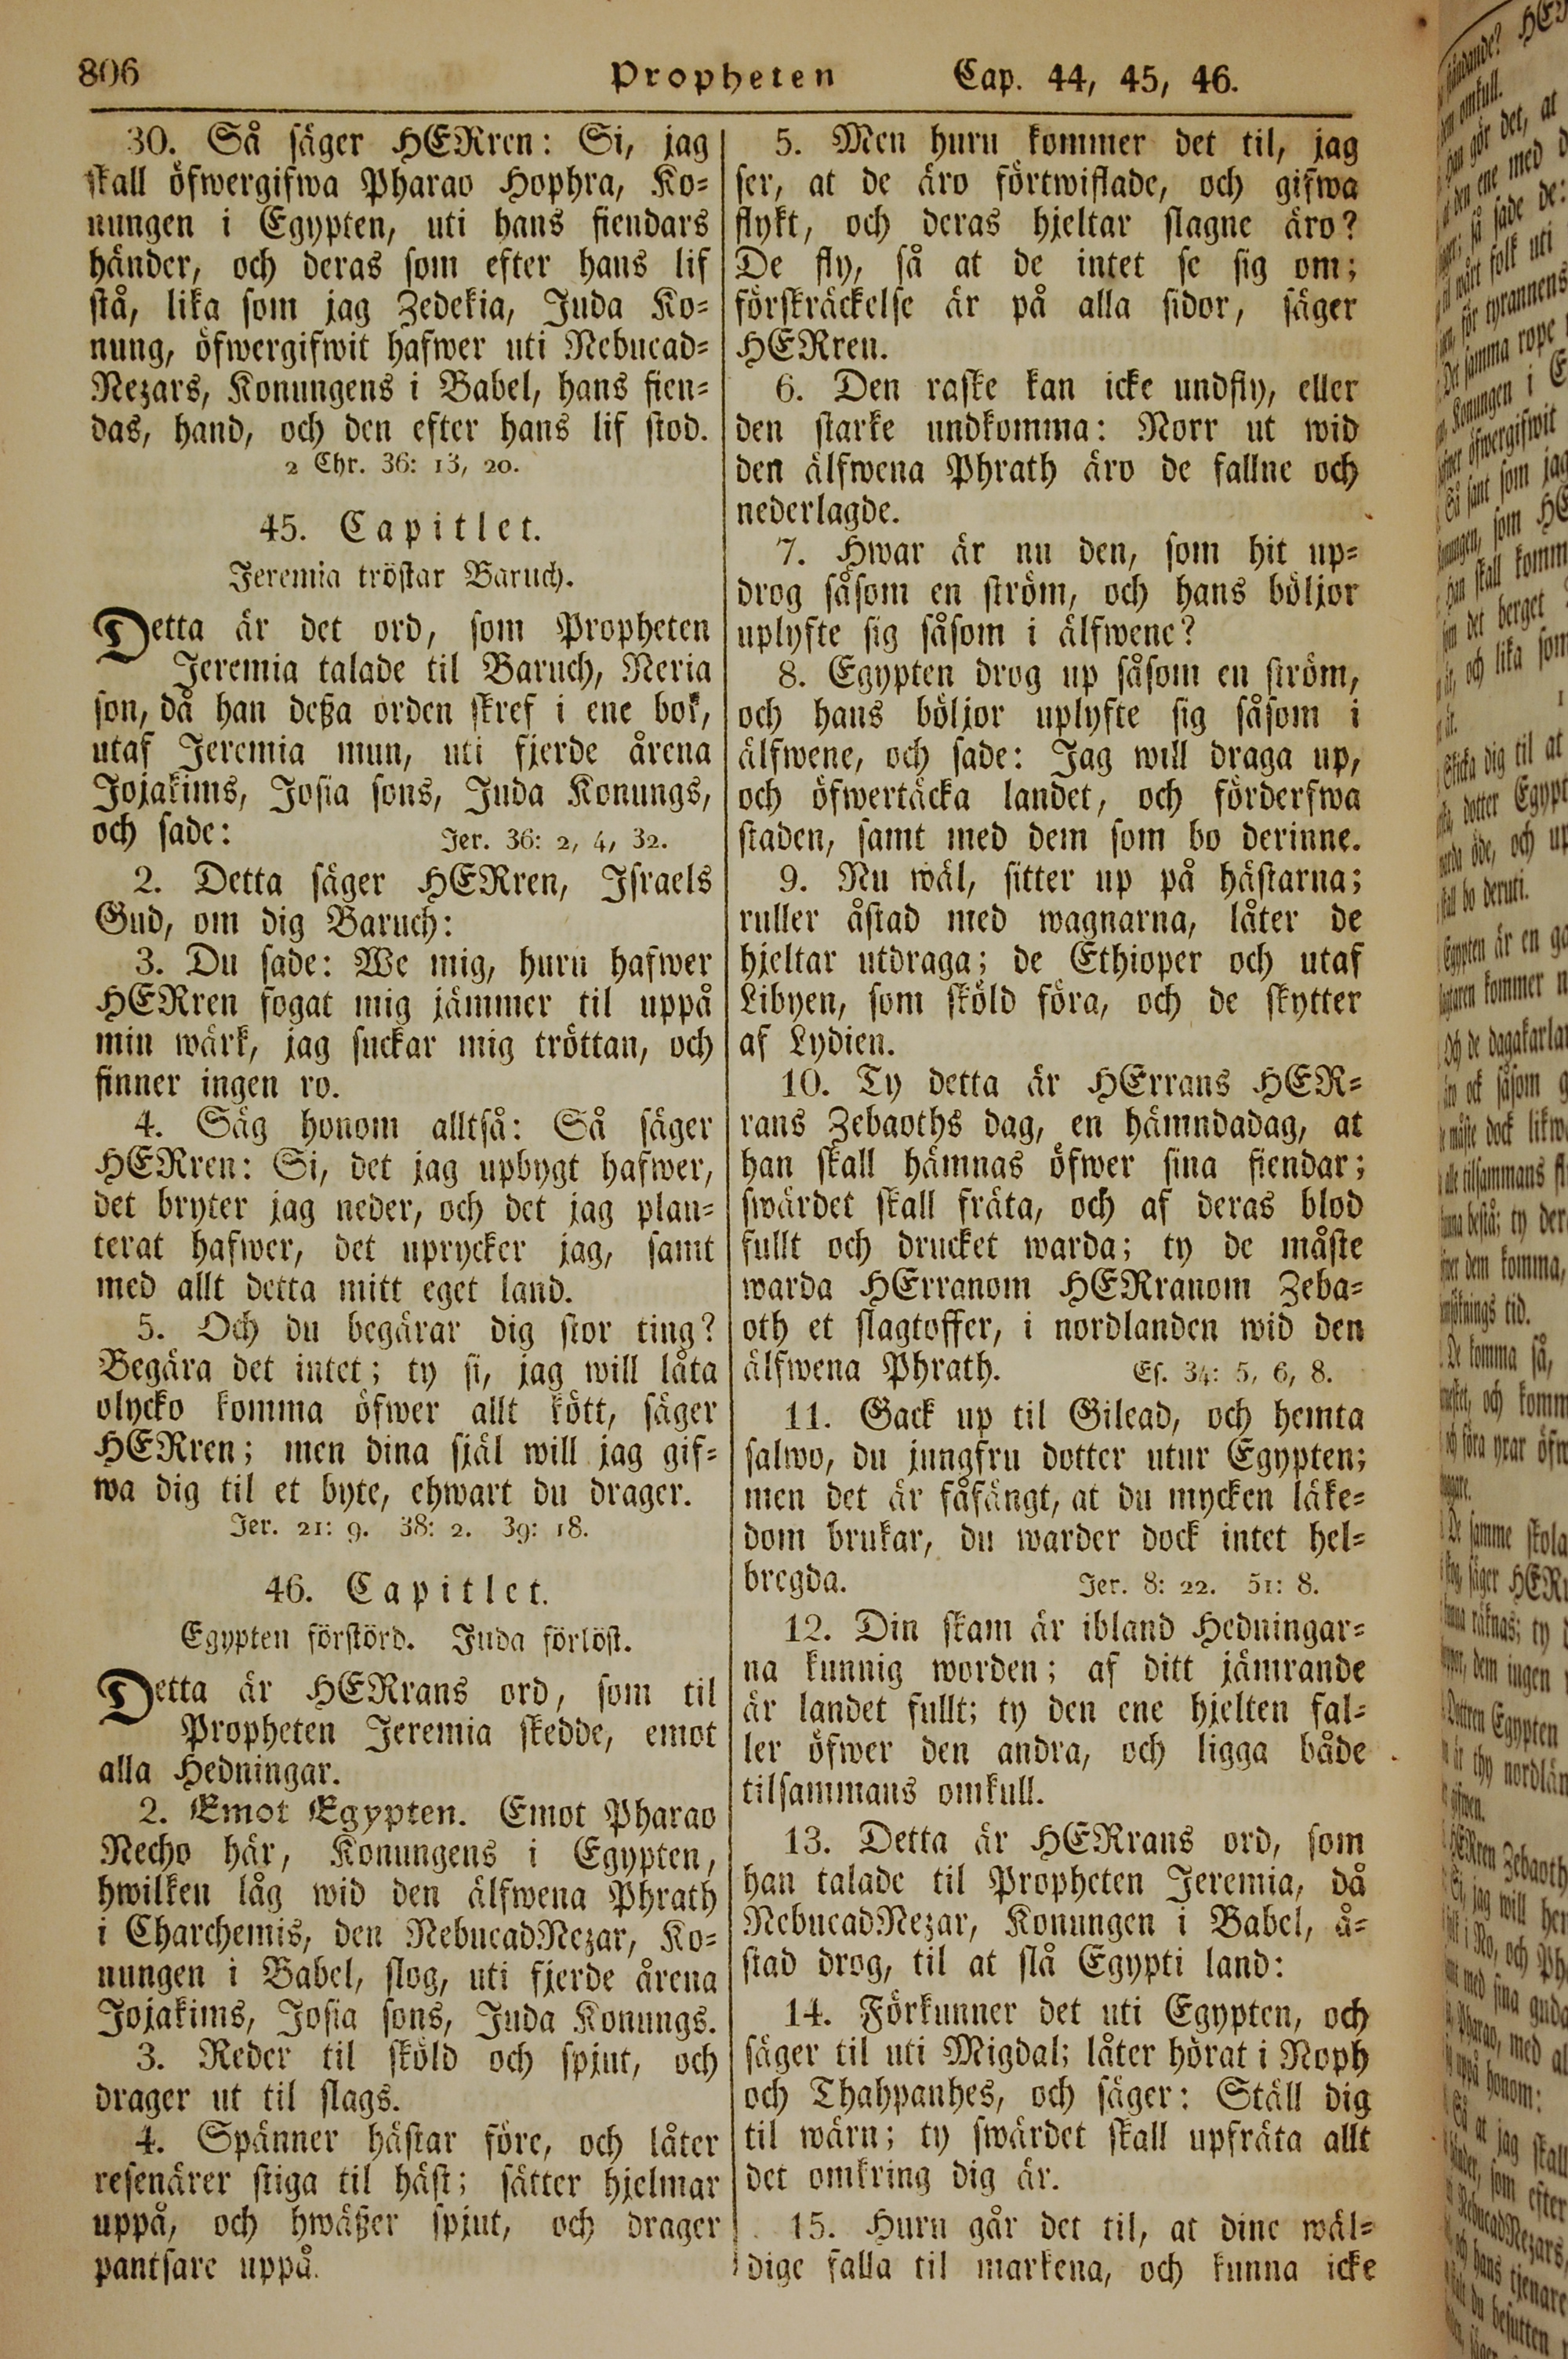 806
Propheten
Cap. 44, 45, 46.
30. Så säger HERren: Si, jag
skall öfwergifwa Pharao Hophra, Ko=
nungen i Egypten, uti hans fiendars
händer, och deras som efter hans lif
stå, lika som jag Zedekia, Juda Ko=
nung, öfwergifwit hafwer uti Nebucad=
Nezars, Konungens i Babel, hans fien=
das, hand, och den efter hans lif stod.
2 Chr. 36: 13, 20.
45. Capitlet.
Jeremia tröstar Baruch.
Detta är det ord, som Propheten
Jeremia talade til Baruch, Neria
son, då han deßa orden skref i ene bok,
utaf Jeremia mun, uti fjerde årena
Jojakims, Josia sons, Juda Konungs,
och sade: Jer. 36: 2, 4, 32.
2. Detta säger HERren, Israels
Gud, om dig Baruch:
3. Du sade: We mig, huru hafwer
HERren fogat mig jämmer til uppå
min wärk, jag suckar mig tröttan, och
finner ingen ro.
4. Säg honom alltså: Så säger
HERren: Si, det jag upbygt hafwer,
det bryter jag neder, och det jag plan=
terat hafwer, det uprycker jag, samt
med allt detta mitt eget land.
5. Och du begärar dig stor ting?
Begära det intet; ty si, jag will låta
olycko komma öfwer allt kött, säger
HERren; men dina själ will jag gif=
wa dig til et byte, ehwart du drager.
Jer. 21: 9. 38: 2. 39: 18.
46. Capitlet.
Egypten förstörd. Juda förlöst.
Detta är HERrans ord, som til
Propheten Jeremia skedde, emot
alla Hedningar.
2. Emot Egypten. Emot Pharao
Necho här, Konungens i Egypten,
hwilken låg wid den älfwena Phrath
i Charchemis, den NebucadNezar, Ko=
nungen i Babel, slog, uti fjerde årena
Jojakims, Josia sons, Juda Konungs.
3. Reder til sköld och spjut, och
drager ut til slags.
4. Spänner hästar före, och låter
resenärer stiga til häst; sätter hjelmar
uppå, och hwäßer spjut, och drager
pantsare uppå.
5. Men huru kommer det til, jag
ser, at de äro förtwiflade, och gifwa
flykt, och deras hjeltar slagne äro?
De fly, så at de intet se sig om;
förskräckelse är på alla sidor, säger
HERren.
6. Den raske kan icke undfly, eller
den starke undkomma: Norr ut wid
den älfwena Phrath äro de fallne och
nederlagde.
7. Hwar är nu den, som hit up=
drog såsom en ström, och hans böljor
uplyfte sig såsom i älfwene?
8. Egypten drog up såsom en ström,
och hans böljor uplyfte sig såsom i
älfwene, och sade: Jag will draga up,
och öfwertäcka landet, och förderfwa
staden, samt med dem som bo derinne.
9. Nu wäl, sitter up på hästarna;
ruller åstad med wagnarna, låter de
hjeltar utdraga; de Ethioper och utaf
Libyen, som sköld föra, och de skytter
af Lydien.
10. Ty detta är HErrans HER=
rans Zebaoths dag, en hämndadag, at
han skall hämnas öfwer sina fiendar;
swärdet skall fräta, och af deras blod
fullt och drucket warda; ty de måste
warda HErranom HERranom Zeba=
oth et slagtoffer, i nordlanden wid den
älfwena Phrath. Es. 34: 5, 6, 8.
11. Gack up til Gilead, och hemta
salwo, du jungfru dotter utur Egypten;
men det är fåfängt, at du mycken läke=
dom brukar, du warder dock intet hel=
bregda. Jer. 8: 22. 51: 8.
12. Din skam är ibland Hedningar=
na kunnig worden; af ditt jämrande
är landet fullt; ty den ene hjelten fal=
ler öfwer den andra, och ligga både
tilsammans omkull.
13. Detta är HERrans ord, som
han talade til Propheten Jeremia, då
NebucadNezar, Konungen i Babel, å=
stad drog, til at slå Egypti land:
14. Förkunner det uti Egypten, och
säger til uti Migdal; låter hörat i Noph
och Thahpanhes, och säger: Ställ dig
til wärn; ty swärdet skall upfräta allt
det omkring dig är.
15. Huru går det til, at dine wäl=
dige falla til markena, och kunna icke